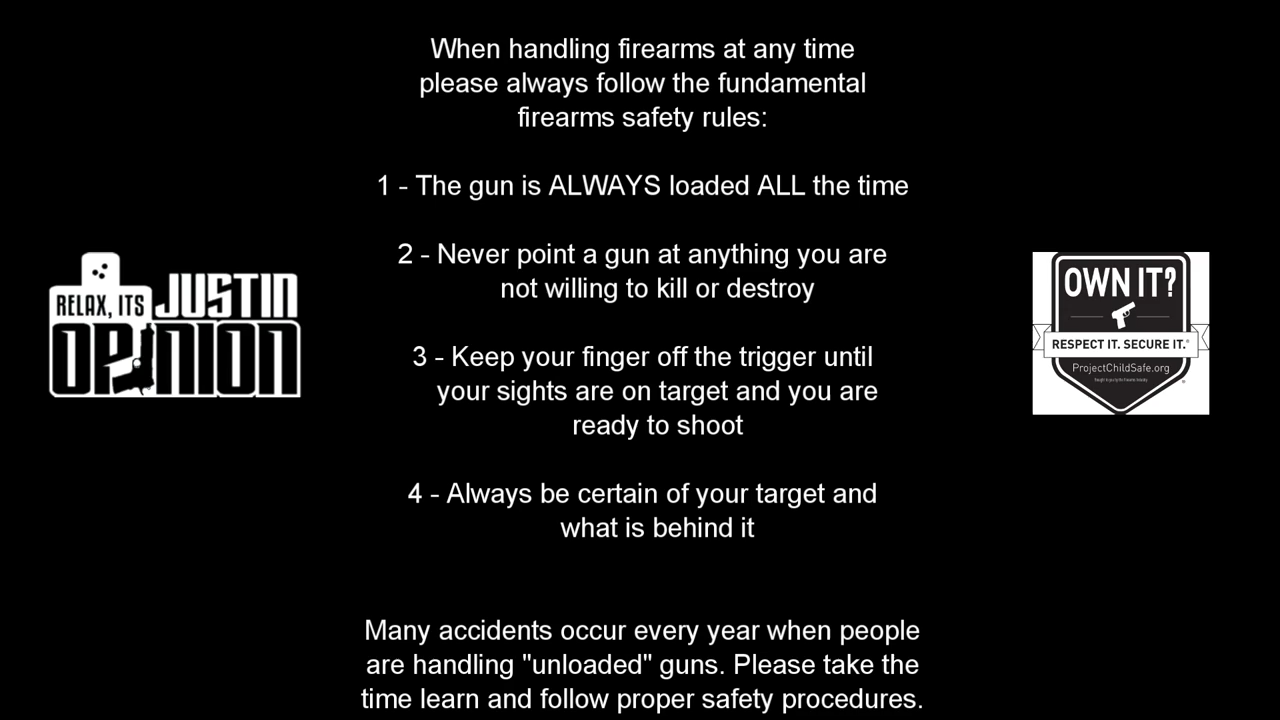 When handling firearms at any time
please always follow the fundamental
firearms safety rules:
1 - The gun is ALWAYS loaded ALL the time
2 - Never point a gun at anything you are
not willing to kill or destroy
3 - Keep your finger off the trigger until
your sights are on target and you are
ready to shoot
4 - Always be certain of your target and
what is behind it
Many accidents occur every year when people
are handling "unloaded" guns. Please take the
time learn and follow proper safety procedures.
RELAX, ITS JUSTIN
OPINION
OWN IT?
RESPECT IT. SECURE IT.®
ProjectChildSafe.org